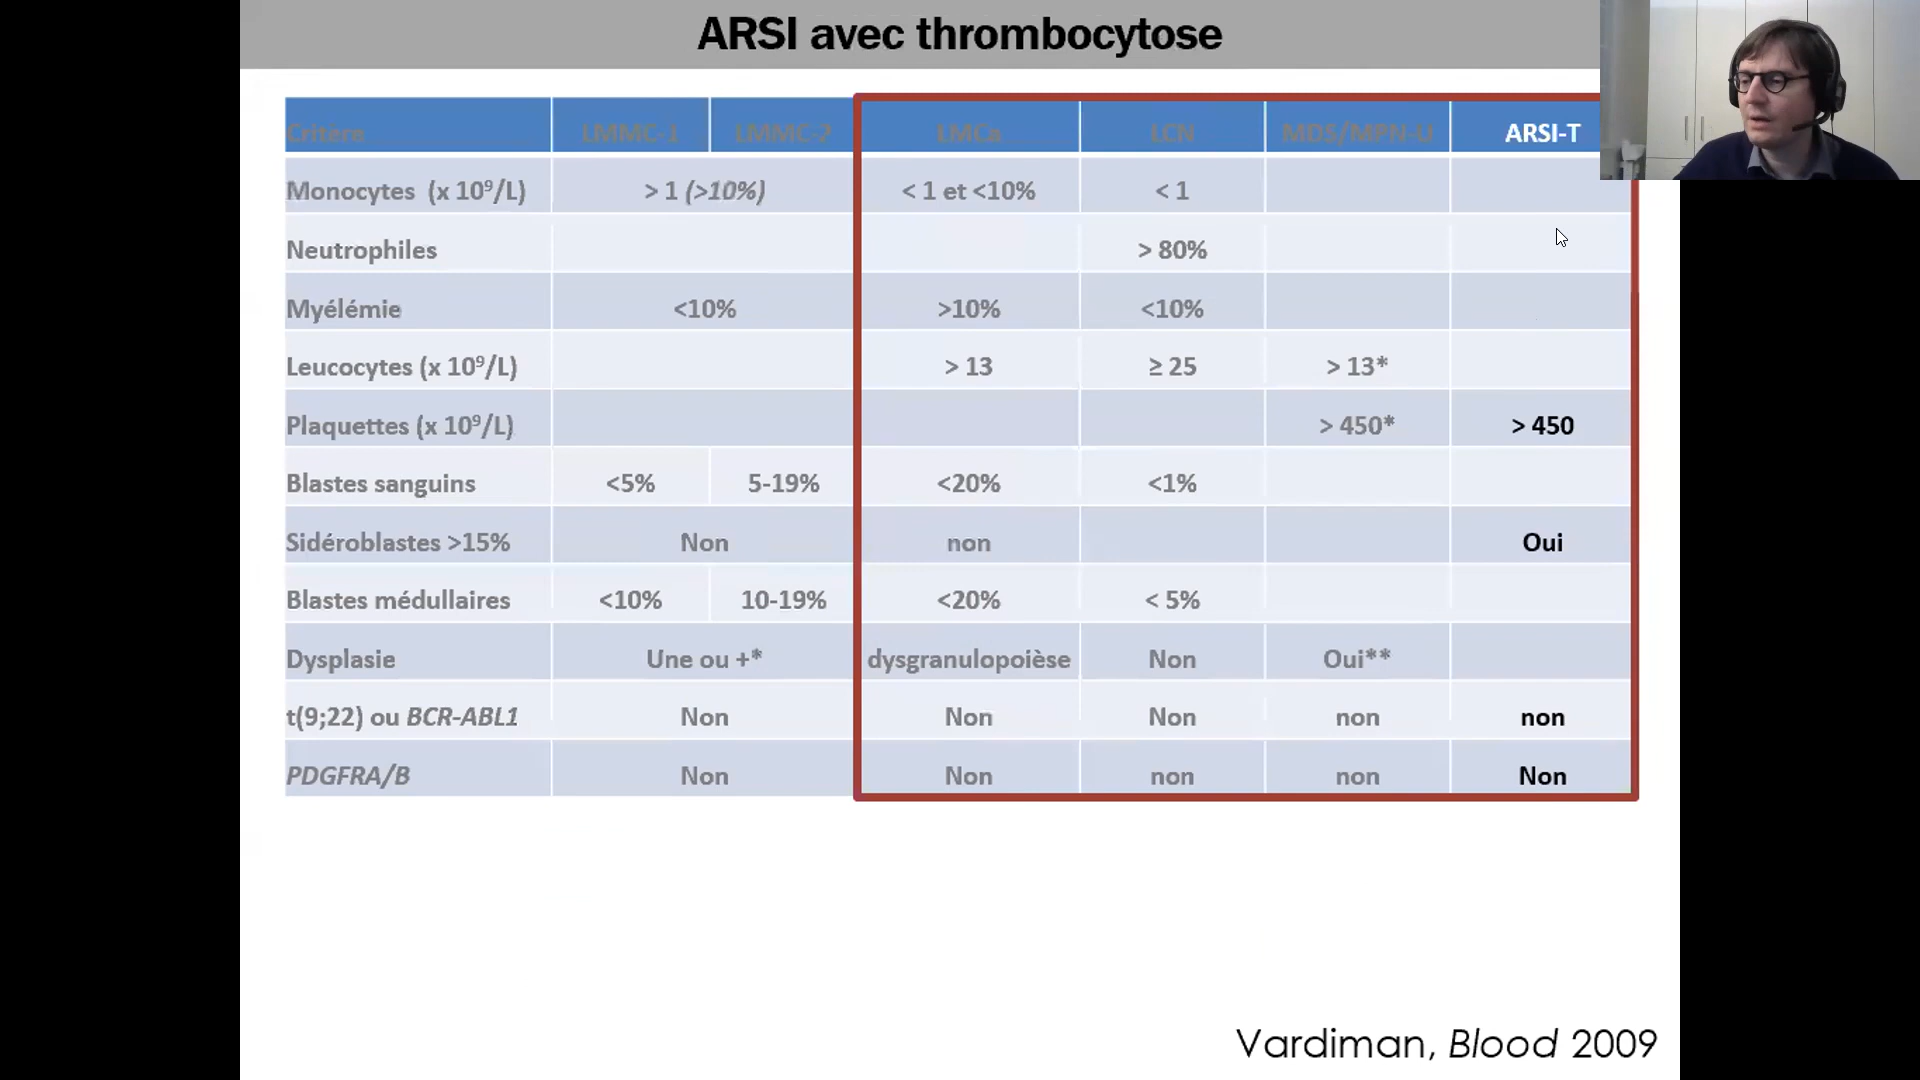 ARSI avec thrombocytose
Critère LMMC-1 LMMC-2 LMCa LCN MDS/MPN-U ARSI-T
Monocytes (x 10⁹/L) > 1 (>10%) < 1 et <10% < 1
Neutrophiles > 80%
Myélémie <10% >10% <10%
Leucocytes (x 10⁹/L) > 13 ≥ 25 > 13*
Plaquettes (x 10⁹/L) > 450* > 450
Blastes sanguins <5% 5-19% <20% <1%
Sidéroblastes >15% Non non Oui
Blastes médullaires <10% 10-19% <20% < 5%
Dysplasie Une ou +* dysgranulopoièse Non Oui**
t(9;22) ou BCR-ABL1 Non Non Non non non
PDGFRA/B Non Non non non Non
Vardiman, Blood 2009